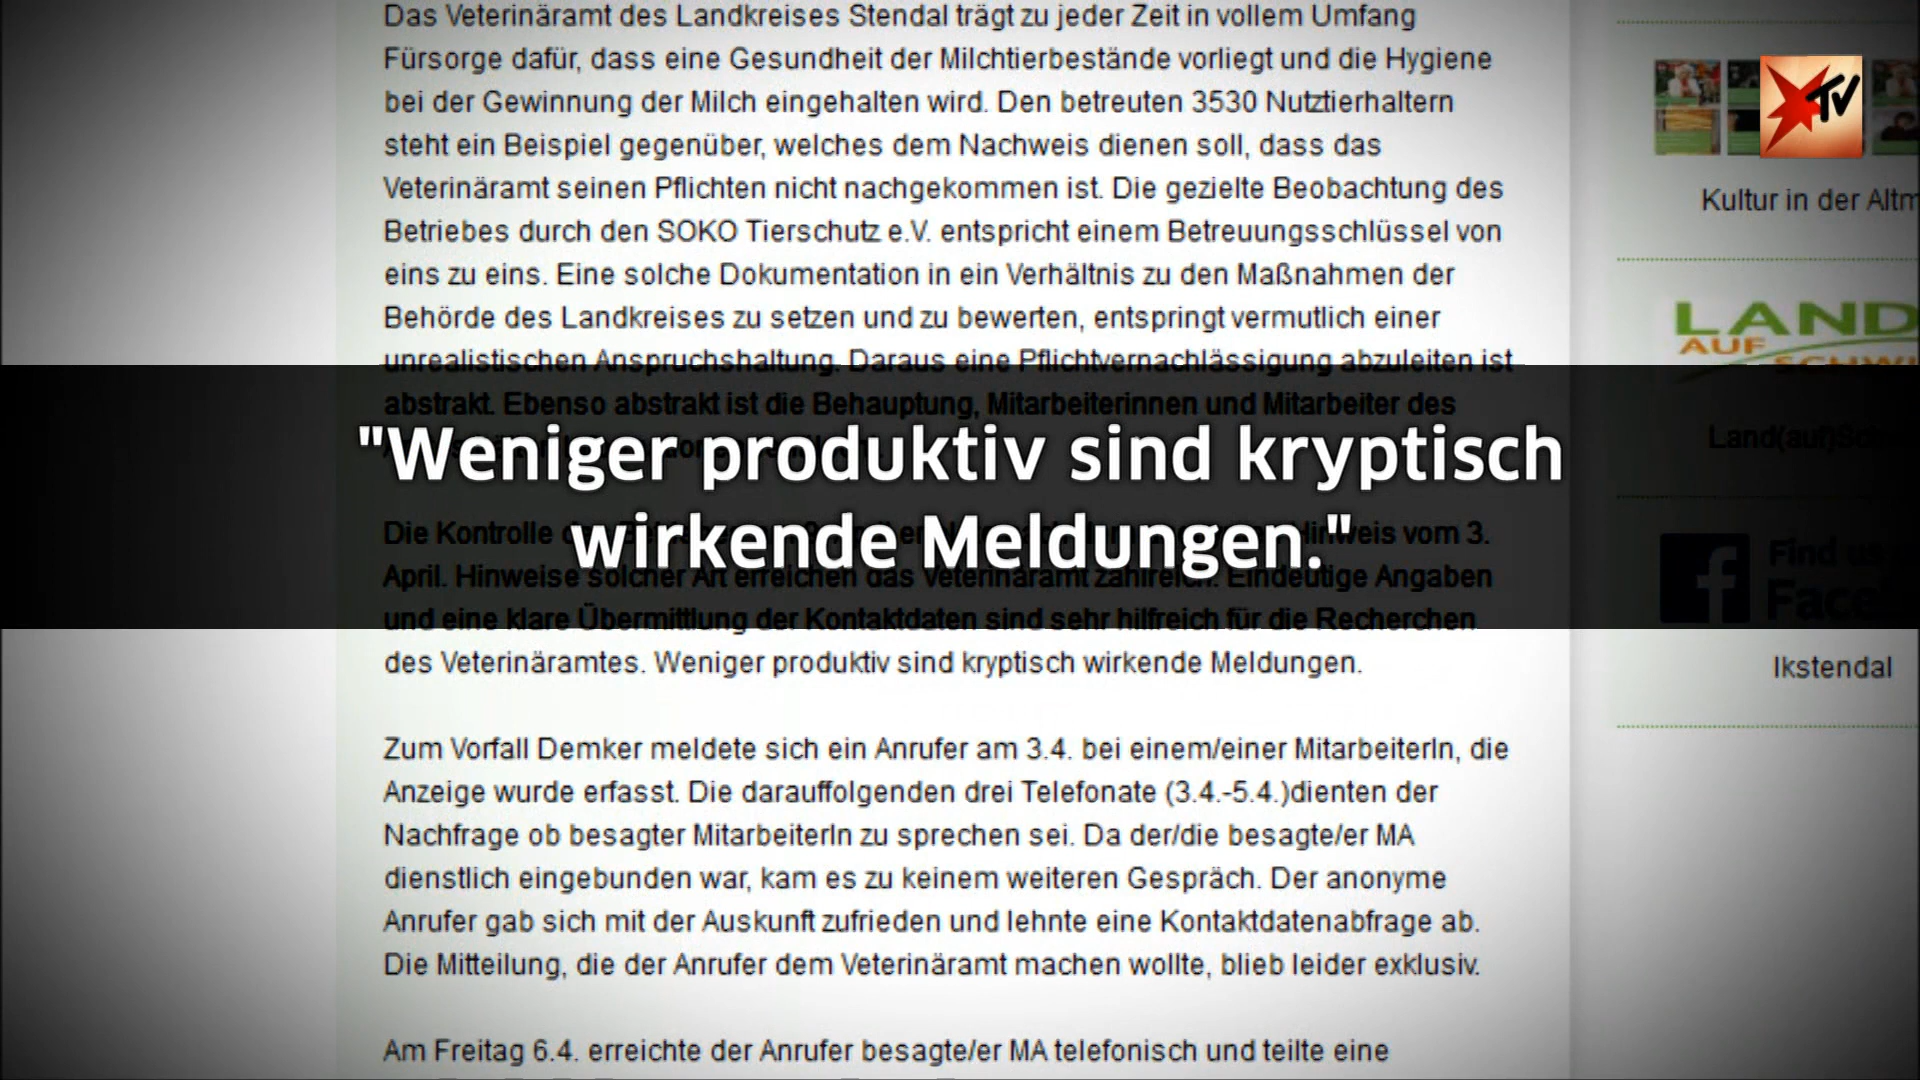 Das Veterinäramt des Landkreises Stendal trägt zu jeder Zeit in vollem Umfang
Fürsorge dafür, dass eine Gesundheit der Milchtierbestände vorliegt und die Hygiene
bei der Gewinnung der Milch eingehalten wird. Den betreuten 3530 Nutztierhaltern
steht ein Beispiel gegenüber, welches dem Nachweis dienen soll, dass das
Veterinäramt seinen Pflichten nicht nachgekommen ist. Die gezielte Beobachtung des
Betriebes durch den SOKO Tierschutz e.V. entspricht einem Betreuungsschlüssel von
eins zu eins. Eine solche Dokumentation in ein Verhältnis zu den Maßnahmen der
Behörde des Landkreises zu setzen und zu bewerten, entspringt vermutlich einer
unrealistischen Anspruchshaltung. Daraus eine Pflichtvernachlässigung abzuleiten ist
abstrakt. Ebenso abstrakt ist die Behauptung, Mitarbeiterinnen und Mitarbeiter des
"Weniger produktiv sind kryptisch
wirkende Meldungen."
Die Kontrolle Hinweis vom 3.
April. Hinweise solcher Art erreichen das Veterinäramt zahlreich. Eindeutige Angaben
und eine klare Übermittlung der Kontaktdaten sind sehr hilfreich für die Recherchen
des Veterinäramtes. Weniger produktiv sind kryptisch wirkende Meldungen.
Zum Vorfall Demker meldete sich ein Anrufer am 3.4. bei einem/einer MitarbeiterIn, die
Anzeige wurde erfasst. Die darauffolgenden drei Telefonate (3.4.-5.4.)dienten der
Nachfrage ob besagter MitarbeiterIn zu sprechen sei. Da der/die besagte/er MA
dienstlich eingebunden war, kam es zu keinem weiteren Gespräch. Der anonyme
Anrufer gab sich mit der Auskunft zufrieden und lehnte eine Kontaktdatenabfrage ab.
Die Mitteilung, die der Anrufer dem Veterinäramt machen wollte, blieb leider exklusiv.
Am Freitag 6.4. erreichte der Anrufer besagte/er MA telefonisch und teilte eine
TV
Kultur in der Altm
LAND
AUF SCHWI
Land(auf)Sc
f Find us
Face
lkstendal